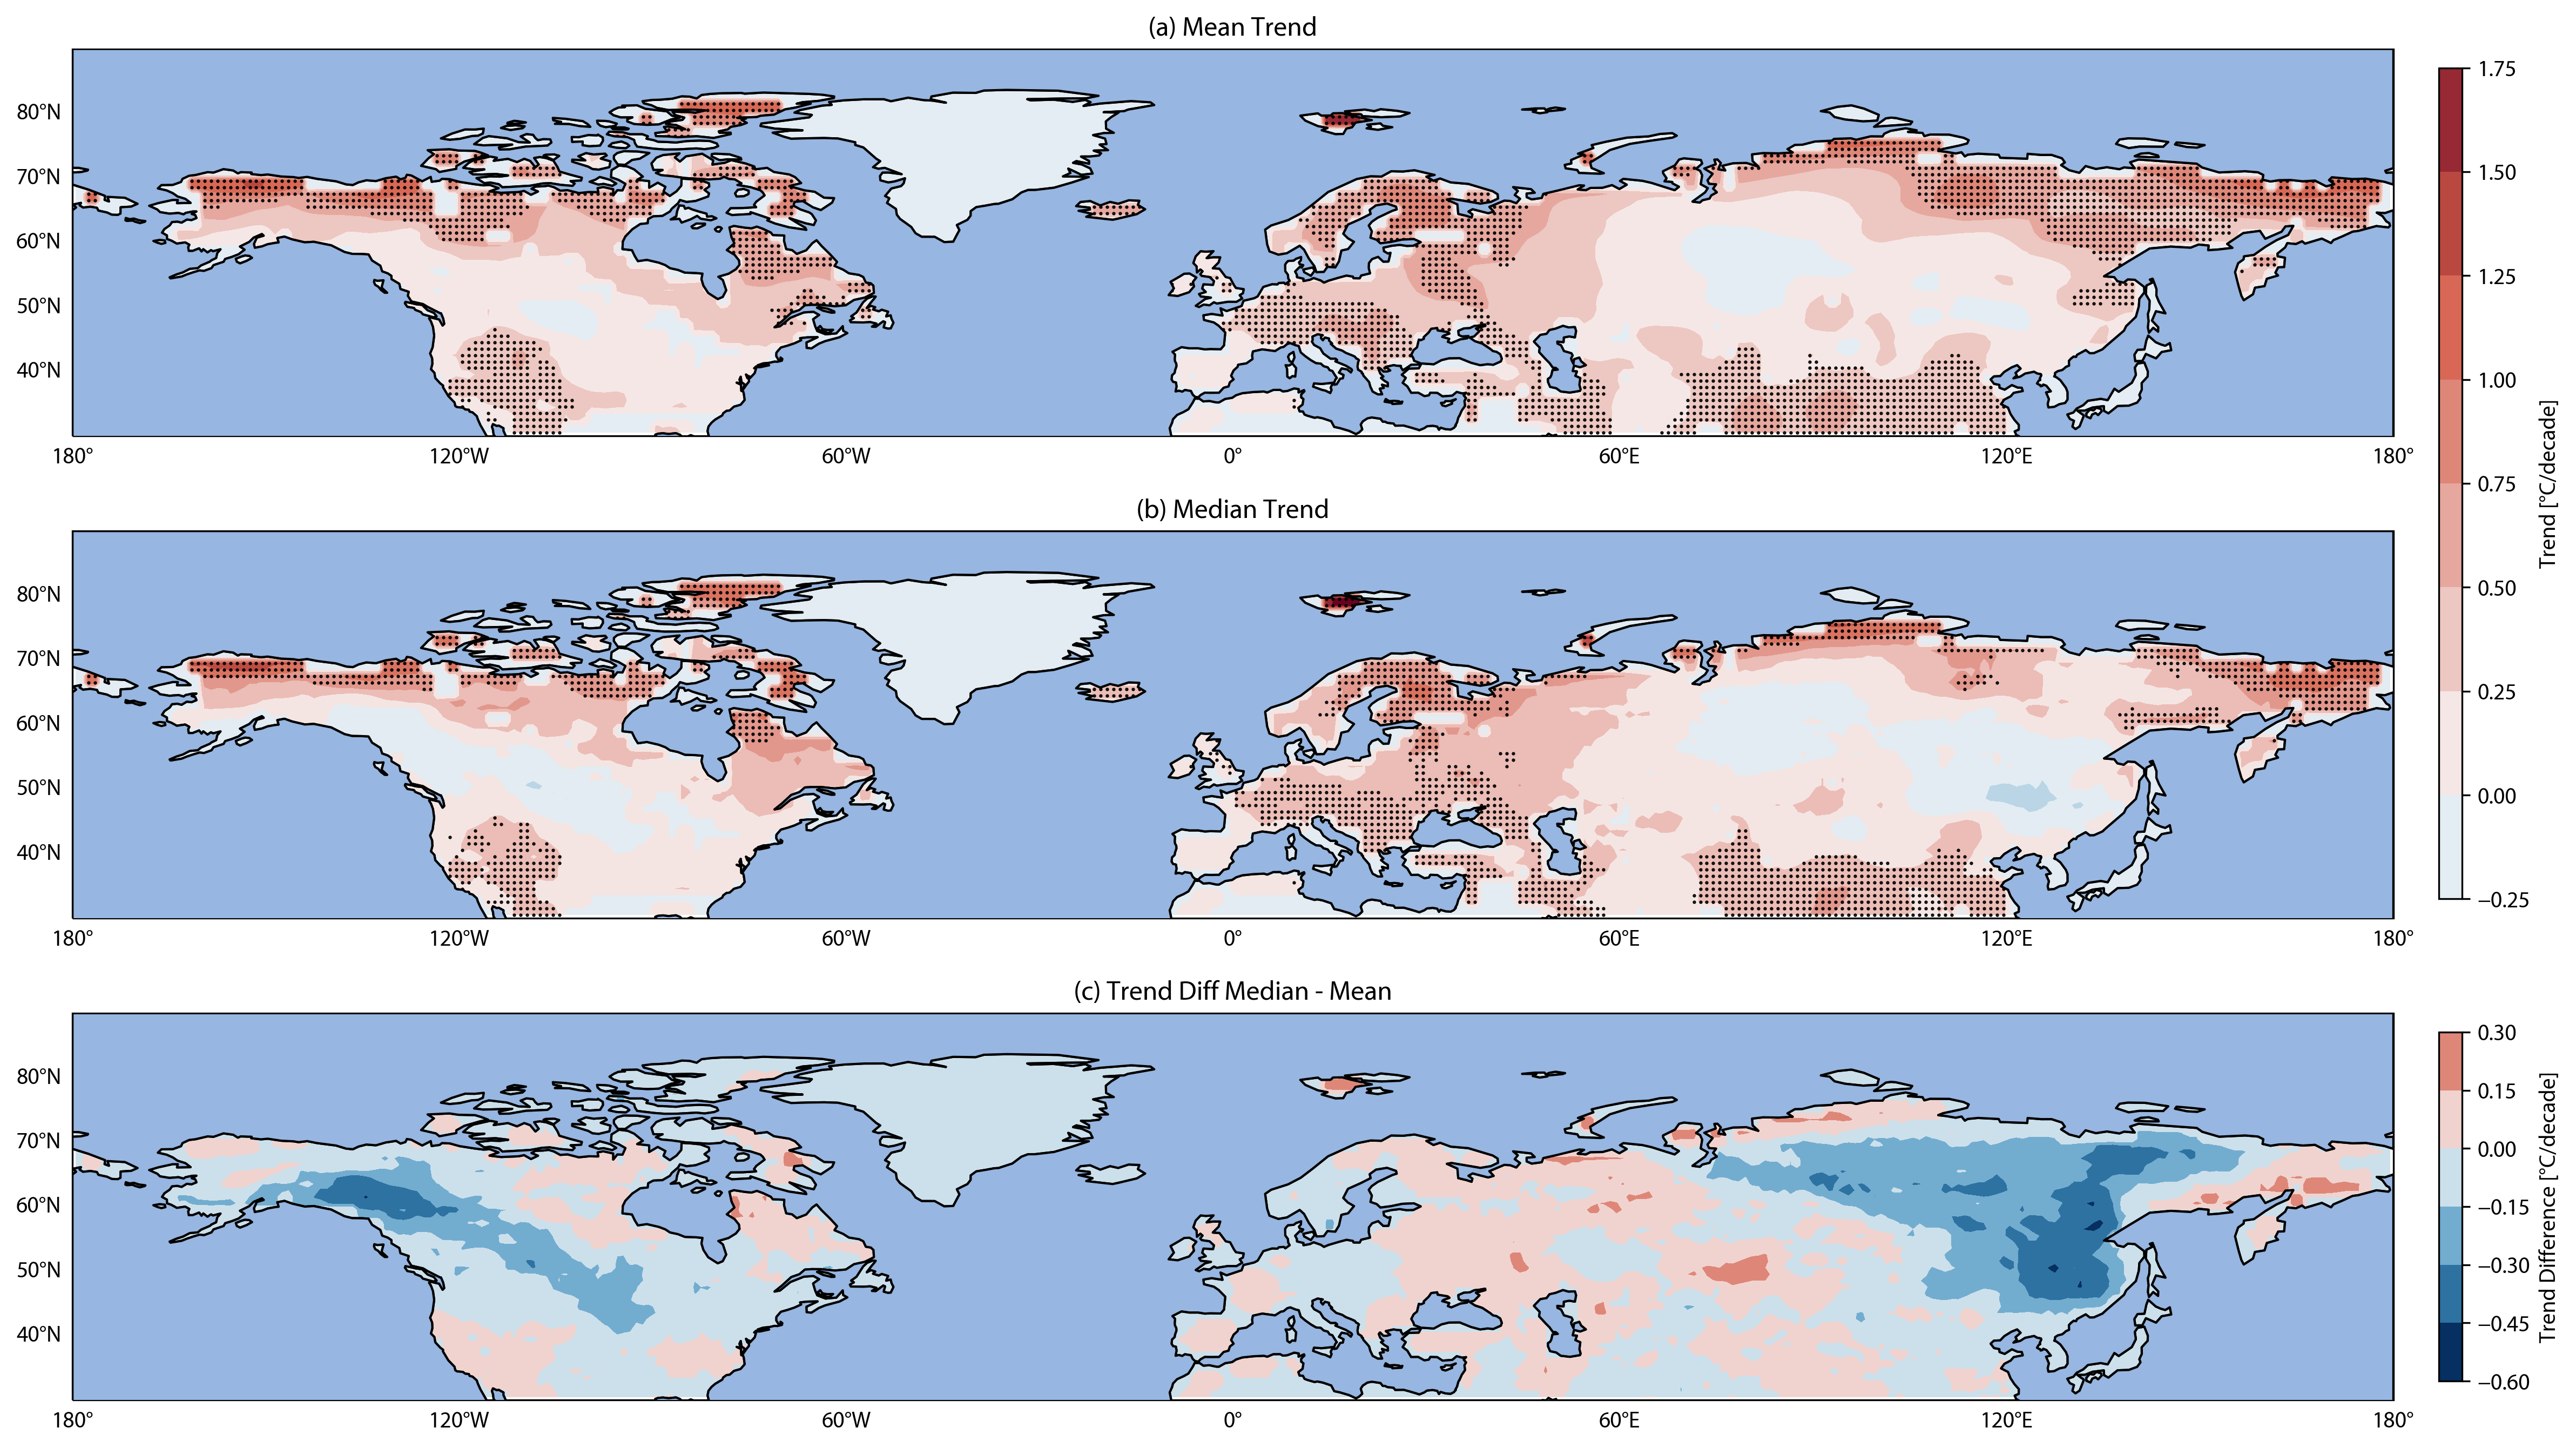 (a) Mean Trend
80°N
70°N
60°N
50°N
40°N
180° 120°W 60°W 0° 60°E 120°E 180°
1.75
1.50
1.25
1.00
0.75
0.50
0.25
0.00
−0.25
Trend [°C/decade]
(b) Median Trend
80°N
70°N
60°N
50°N
40°N
180° 120°W 60°W 0° 60°E 120°E 180°
(c) Trend Diff Median - Mean
80°N
70°N
60°N
50°N
40°N
180° 120°W 60°W 0° 60°E 120°E 180°
0.30
0.15
0.00
−0.15
−0.30
−0.45
−0.60
Trend Difference [°C/decade]